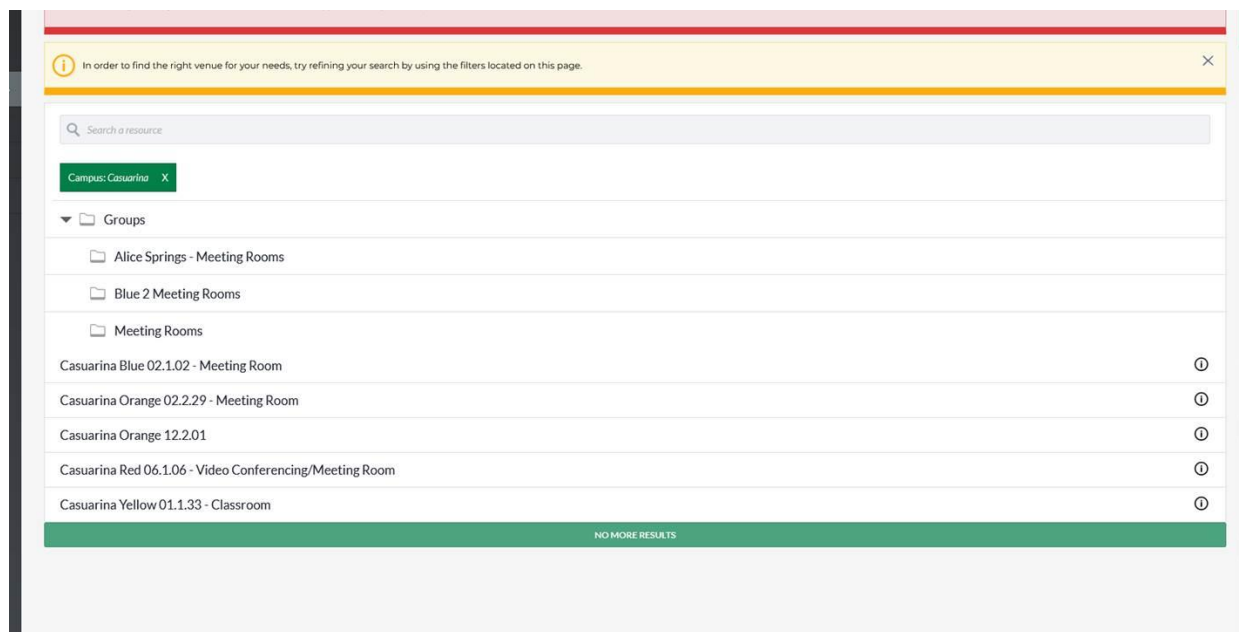 In order to find the right venue for your needs, try refining your search by using the filters located on this page.
Search a resource
Campus: Casuarina X
Groups
Alice Springs - Meeting Rooms
Blue 2 Meeting Rooms
Meeting Rooms
Casuarina Blue 02.1.02 - Meeting Room
Casuarina Orange 02.2.29 - Meeting Room
Casuarina Orange 12.2.01
Casuarina Red 06.1.06 - Video Conferencing/Meeting Room
Casuarina Yellow 01.1.33 - Classroom
NO MORE RESULTS